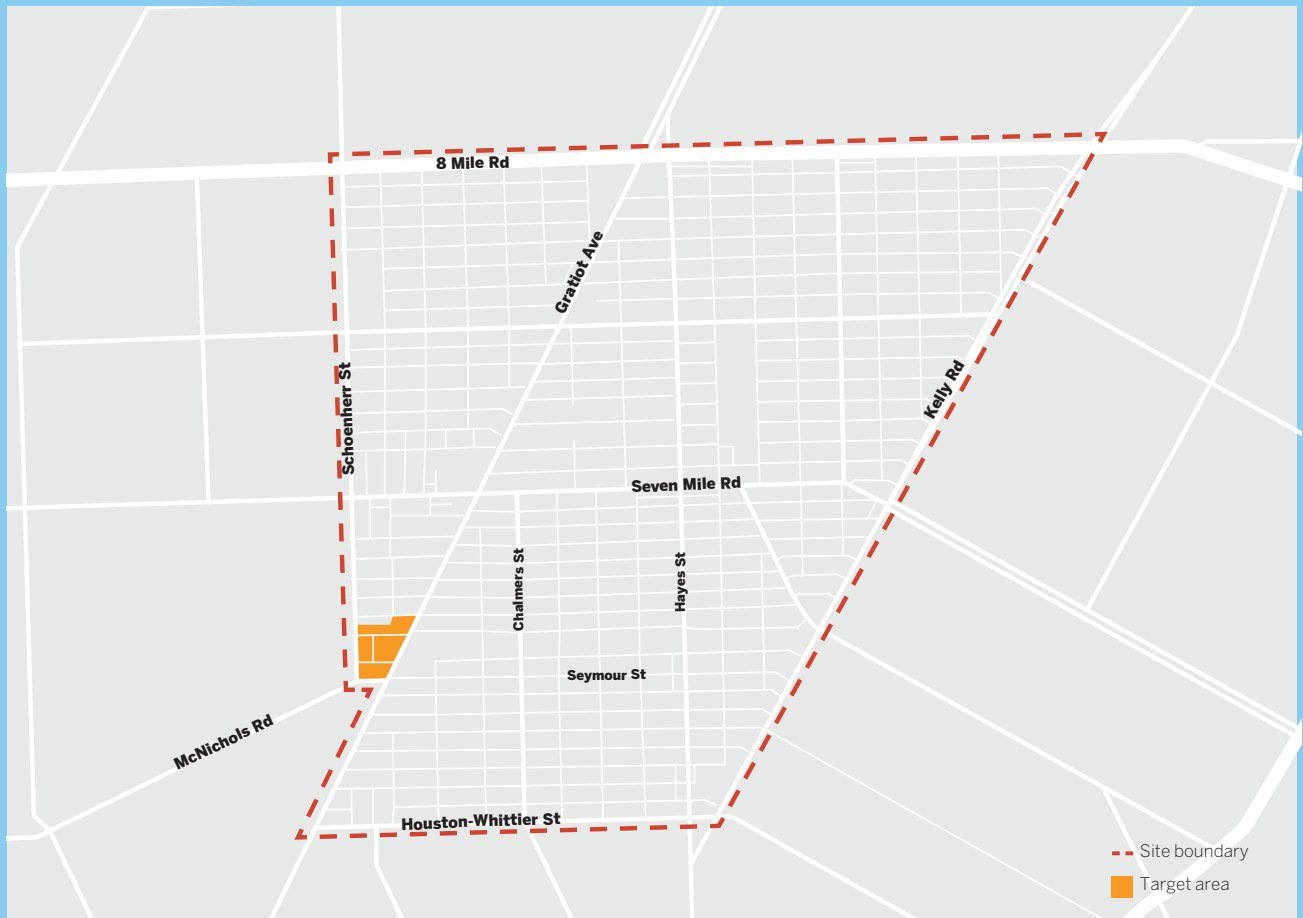 8 Mile Rd
Gratiot Ave
Schoenherr St
Kelly Rd
Seven Mile Rd
Chalmers St
Hayes St
Seymour St
McNichols Rd
Houston-Whittier St
Site boundary
Target area